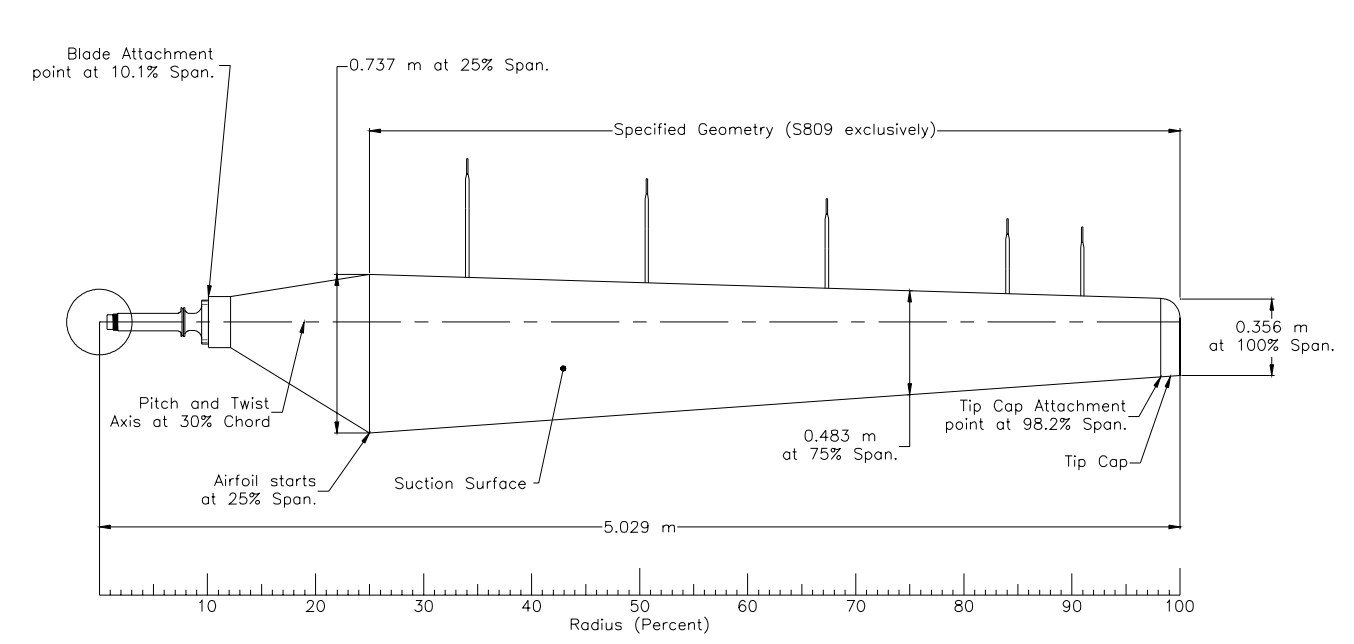 Blade Attachment
point at 10.1% Span.
0.737 m at 25% Span.
Specified Geometry (S809 exclusively)
0.356 m
at 100% Span.
Pitch and Twist
Axis at 30% Chord
Tip Cap Attachment
point at 98.2% Span.
0.483 m
at 75% Span.
Tip Cap
Airfoil starts
at 25% Span.
Suction Surface
5.029 m
10 20 30 40 50 60 70 80 90 100
Radius (Percent)